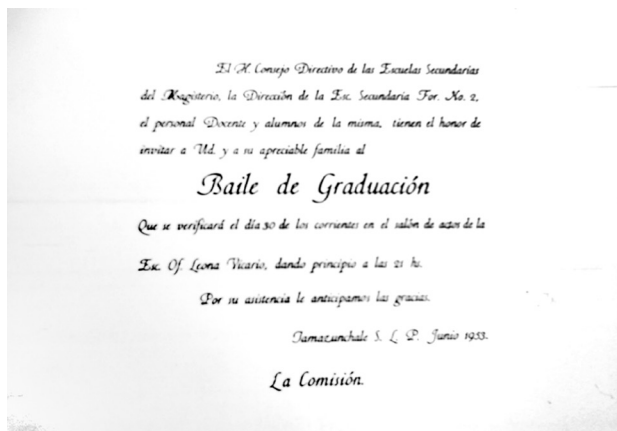 El H. Consejo Directivo de las Escuelas Secundarias
del Magisterio, la Dirección de la Esc. Secundaria For. No. 2,
el personal Docente y alumnos de la misma, tienen el honor de
invitar a Ud. y a su apreciable familia al
Baile de Graduación
Que se verificará el día 30 de los corrientes en el salón de actos de la
Esc. Of. Leona Vicario, dando principio a las 21 hs.
Por su asistencia le anticipamos las gracias.
Tamazunchale S. L. P. Junio 1953.
La Comisión.